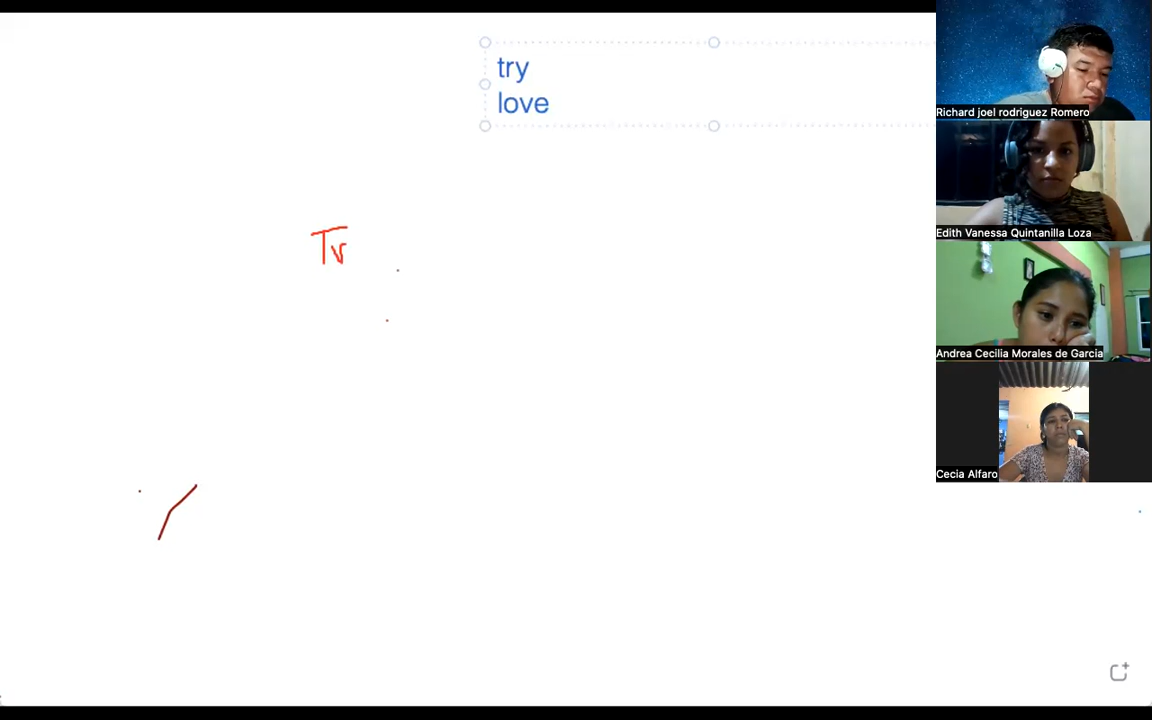 try
love
Tr
Richard joel rodriguez Romero
Edith Vanessa Quintanilla Loza
Andrea Cecilia Morales de Garcia
Cecia Alfaro